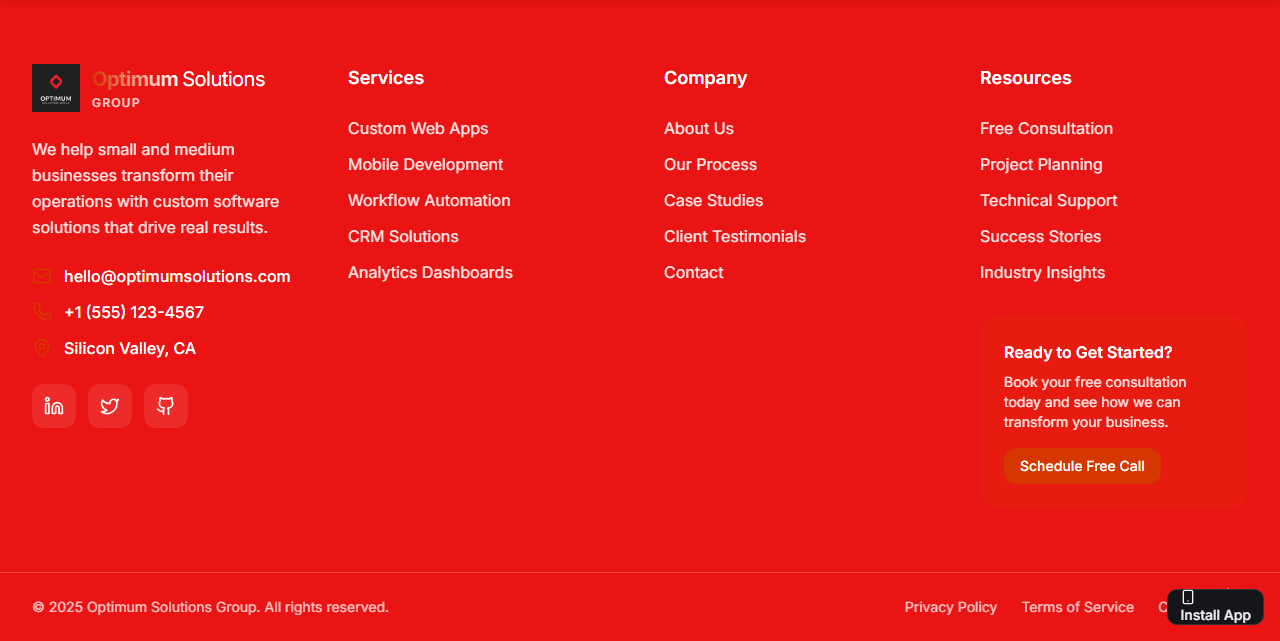 OPTIMUM
Optimum Solutions
GROUP
We help small and medium
businesses transform their
operations with custom software
solutions that drive real results.
hello@optimumsolutions.com
+1 (555) 123-4567
Silicon Valley, CA
Services
Custom Web Apps
Mobile Development
Workflow Automation
CRM Solutions
Analytics Dashboards
Company
About Us
Our Process
Case Studies
Client Testimonials
Contact
Resources
Free Consultation
Project Planning
Technical Support
Success Stories
Industry Insights
Ready to Get Started?
Book your free consultation
today and see how we can
transform your business.
Schedule Free Call
© 2025 Optimum Solutions Group. All rights reserved.
Privacy Policy
Terms of Service
Install App